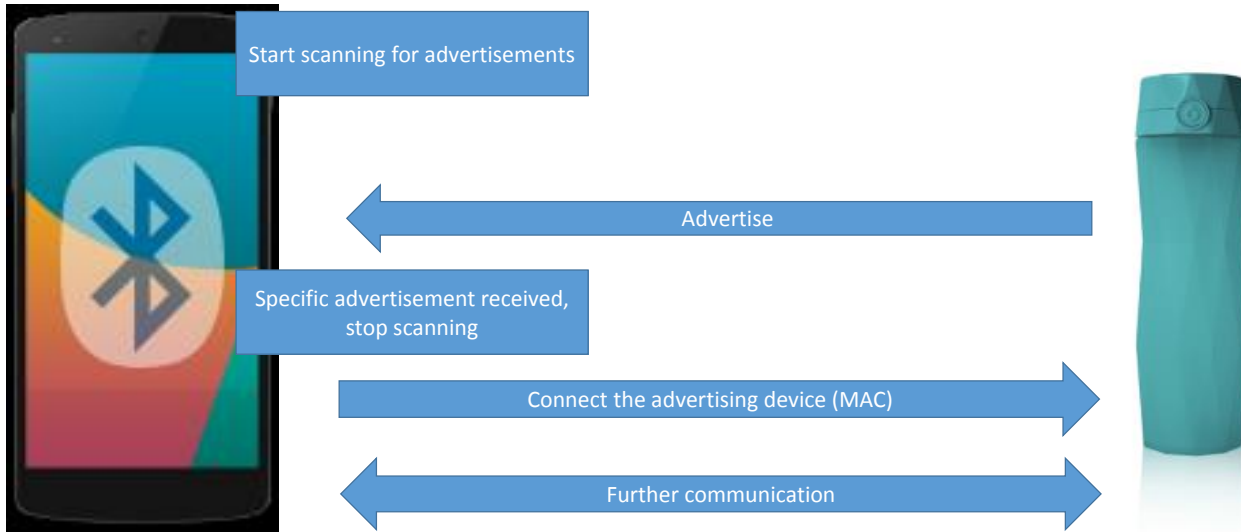 Start scanning for advertisements
Advertise
Specific advertisement received,
stop scanning
Connect the advertising device (MAC)
Further communication